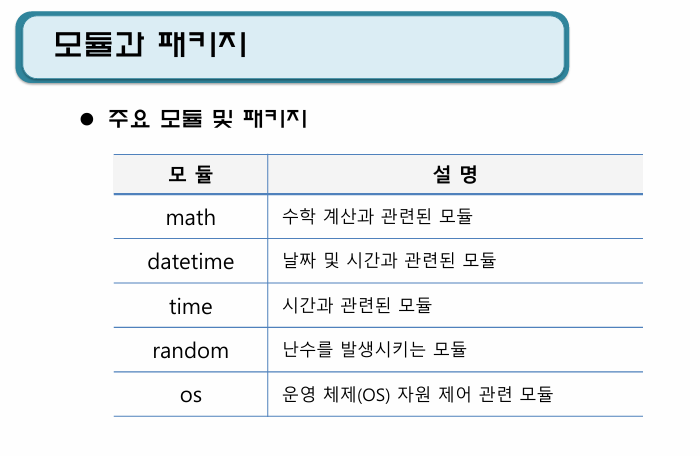 모듈과 패키지
● 주요 모듈 및 패키지
모 듈 설 명
math 수학 계산과 관련된 모듈
datetime 날짜 및 시간과 관련된 모듈
time 시간과 관련된 모듈
random 난수를 발생시키는 모듈
os 운영 체제(OS) 자원 제어 관련 모듈